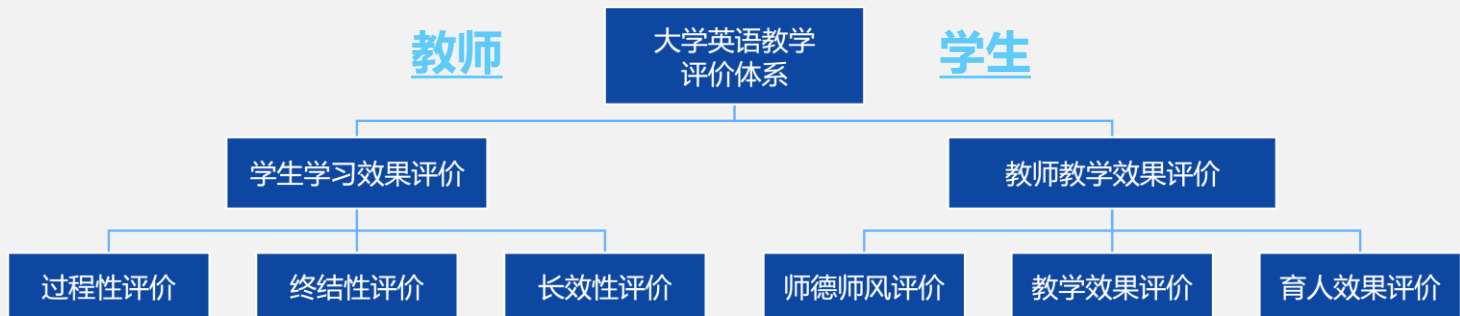 教师
大学英语教学
评价体系
学生
学生学习效果评价
教师教学效果评价
过程性评价
终结性评价
长效性评价
师德师风评价
教学效果评价
育人效果评价